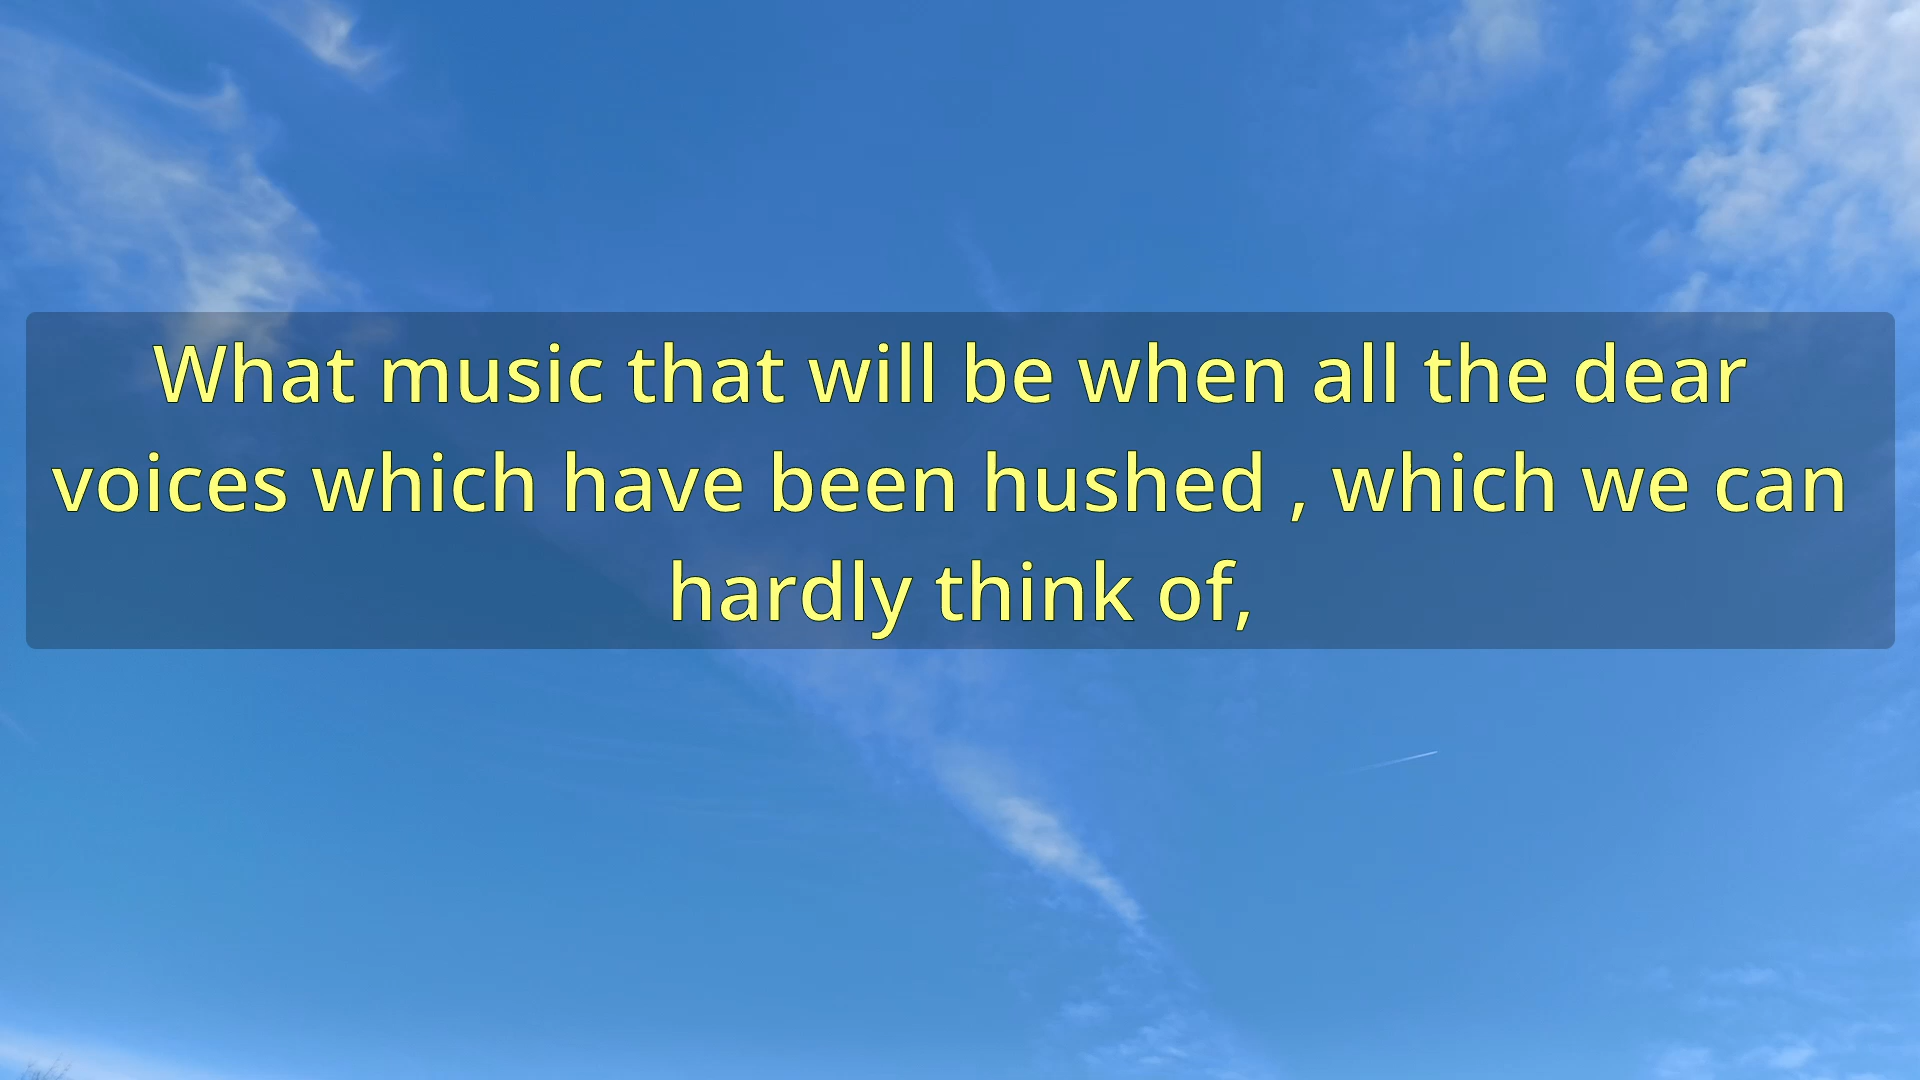 What music that will be when all the dear
voices which have been hushed , which we can
hardly think of,